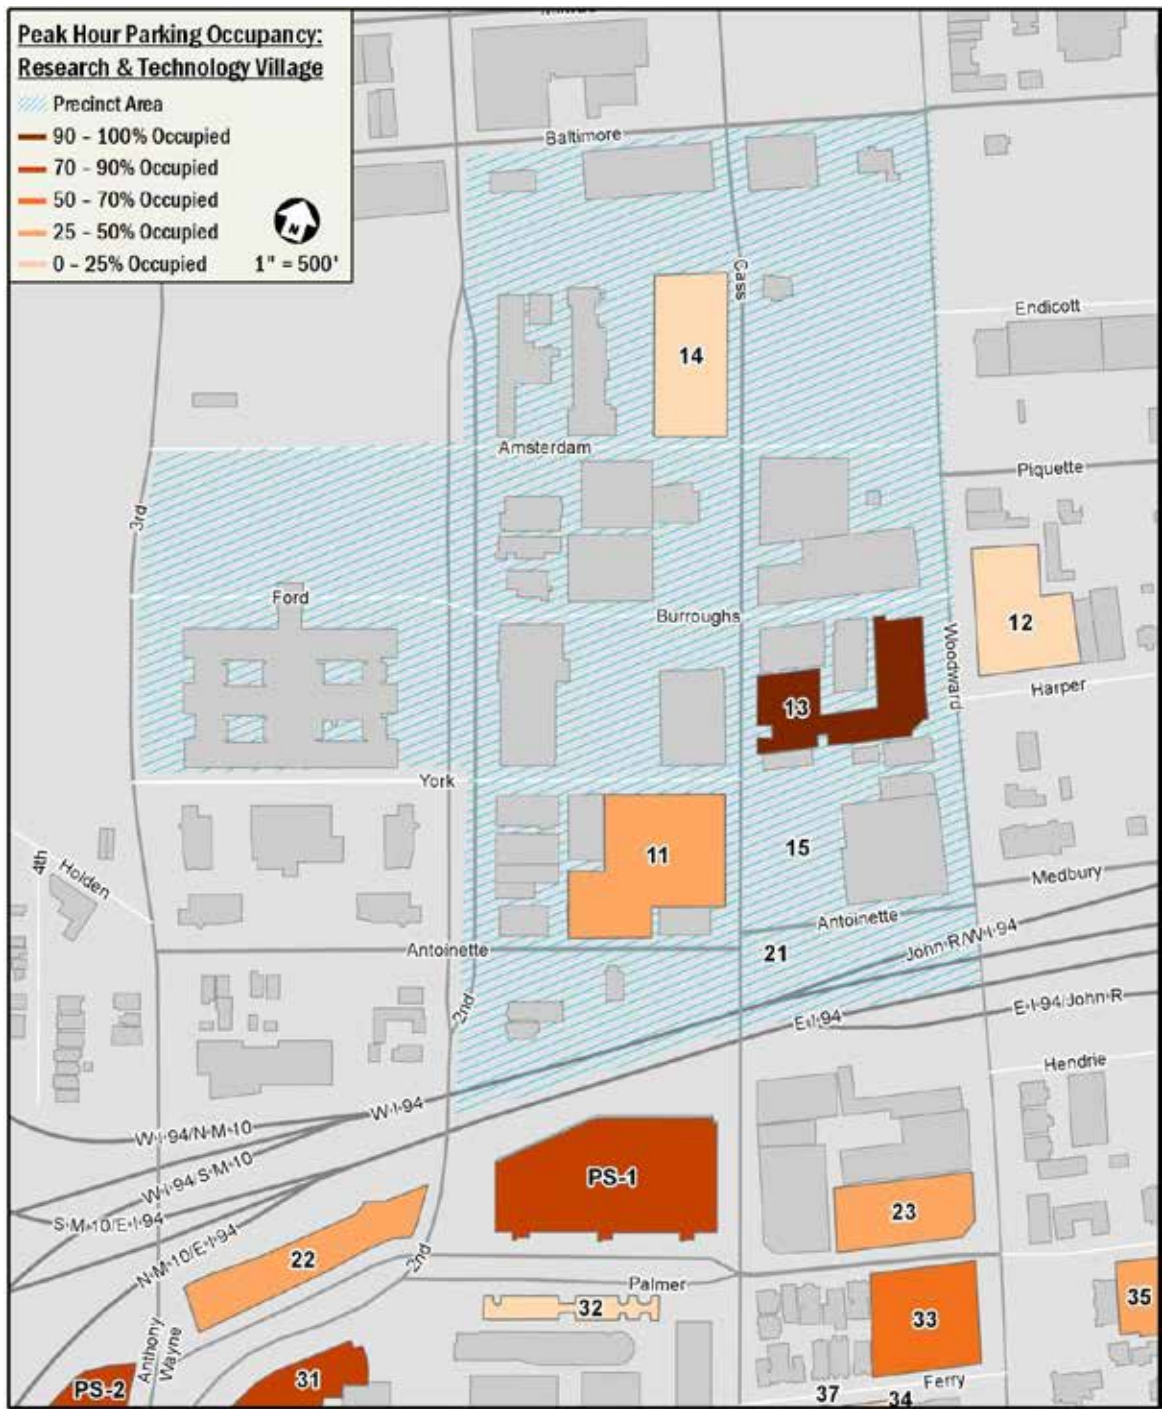 Peak Hour Parking Occupancy:
Research & Technology Village
Precinct Area
90 - 100% Occupied
70 - 90% Occupied
50 - 70% Occupied
25 - 50% Occupied
0 - 25% Occupied
N
1" = 500'
Baltimore
Cass
Endicott
14
Amsterdam
Piquette
3rd
Ford
Burroughs
12
Woodward
Harper
13
York
11
15
4th
Holden
Medbury
Antoinette
Antoinette
21
John R/W I-94
2nd
E I-94
E I-94/John R
Hendrie
W I-94
W I-94/N M-10
W I-94/S M-10
PS-1
S M-10/E I-94
23
N M-10/E I-94
22
2nd
Palmer
32
35
33
Anthony
Wayne
PS-2
31
37
34
Ferry